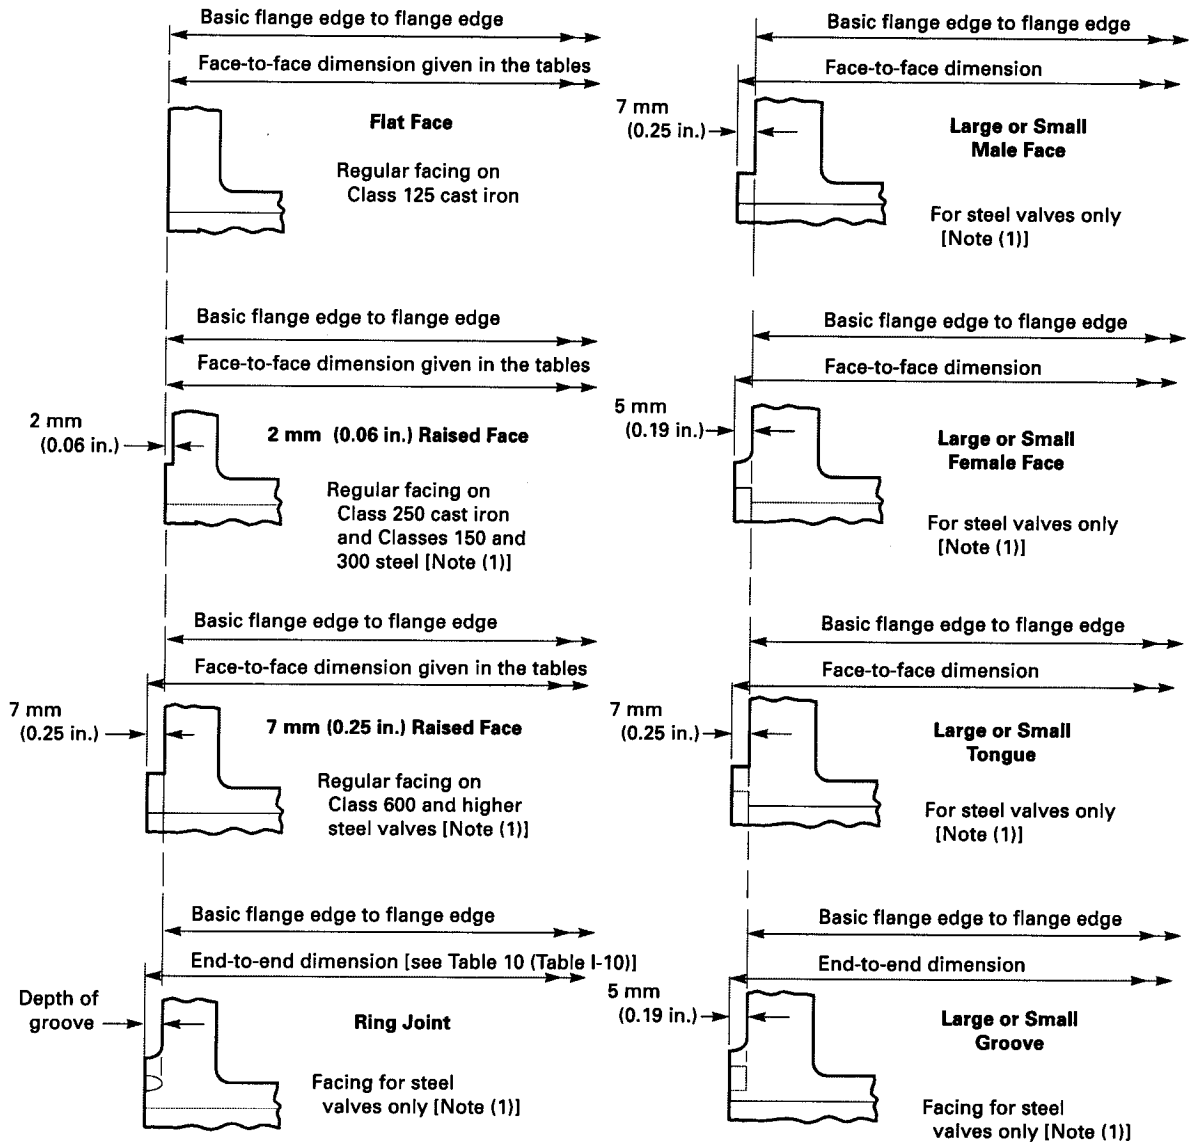 Basic flange edge to flange edge
Face-to-face dimension given in the tables
Flat Face
Regular facing on
Class 125 cast iron
Basic flange edge to flange edge
Face-to-face dimension given in the tables
2 mm
(0.06 in.)
2 mm (0.06 in.) Raised Face
Regular facing on
Class 250 cast iron
and Classes 150 and
300 steel [Note (1)]
Basic flange edge to flange edge
Face-to-face dimension given in the tables
7 mm
(0.25 in.)
7 mm (0.25 in.) Raised Face
Regular facing on
Class 600 and higher
steel valves [Note (1)]
Basic flange edge to flange edge
End-to-end dimension [see Table 10 (Table I-10)]
Depth of
groove
Ring Joint
Facing for steel
valves only [Note (1)]
Basic flange edge to flange edge
Face-to-face dimension
7 mm
(0.25 in.)
Large or Small
Male Face
For steel valves only
[Note (1)]
Basic flange edge to flange edge
Face-to-face dimension
5 mm
(0.19 in.)
Large or Small
Female Face
For steel valves only
[Note (1)]
Basic flange edge to flange edge
Face-to-face dimension
7 mm
(0.25 in.)
Large or Small
Tongue
For steel valves only
[Note (1)]
Basic flange edge to flange edge
End-to-end dimension
5 mm
(0.19 in.)
Large or Small
Groove
Facing for steel
valves only [Note (1)]